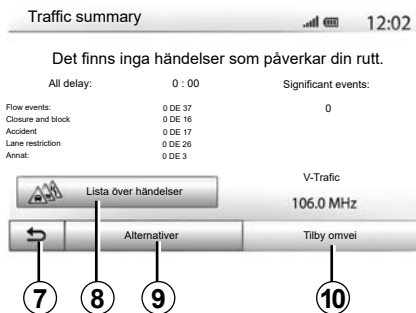 Traffic summary
12:02
Det finns inga händelser som påverkar din rutt.
All delay: 0 : 00 Significant events:
Flow events: 0 DE 37 0
Closure and block 0 DE 16
Accident 0 DE 17
Lane restriction 0 DE 26
Annat: 0 DE 3
V-Trafic
Lista över händelser
106.0 MHz
Alternativer Tilby omvei
7 8 9 10